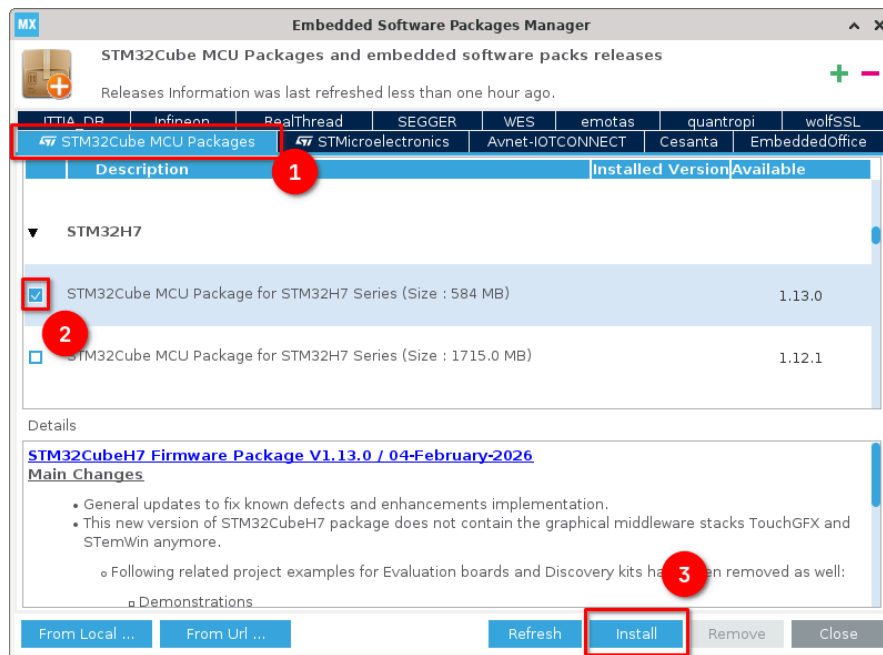 MX Embedded Software Packages Manager
STM32Cube MCU Packages and embedded software packs releases
Releases Information was last refreshed less than one hour ago.
ITTIA_DB Infineon RealThread SEGGER WES emotas quantropi wolfSSL
STM32Cube MCU Packages STMicroelectronics Avnet-IOTCONNECT Cesanta EmbeddedOffice
1
Description Installed Version Available
STM32H7
STM32Cube MCU Package for STM32H7 Series (Size : 584 MB) 1.13.0
2
STM32Cube MCU Package for STM32H7 Series (Size : 1715.0 MB) 1.12.1
Details
STM32CubeH7 Firmware Package V1.13.0 / 04-February-2026
Main Changes
• General updates to fix known defects and enhancements implementation.
• This new version of STM32CubeH7 package does not contain the graphical middleware stacks TouchGFX and
STemWin anymore.
Following related project examples for Evaluation boards and Discovery kits removed as well:
3
Demonstrations
From Local ... From Url ... Refresh Install Remove Close